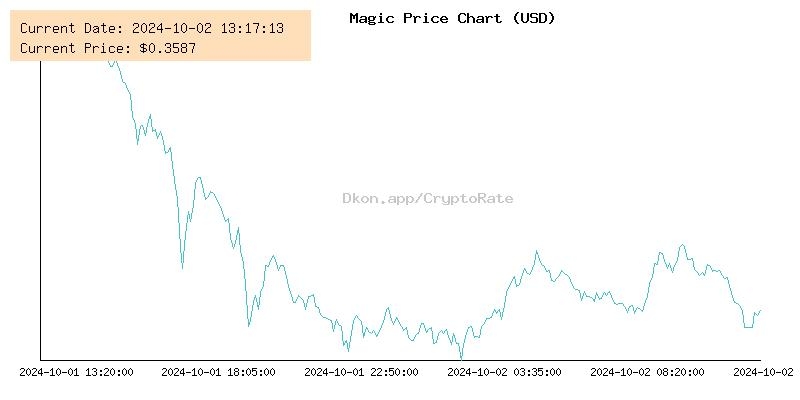 Magic Price Chart (USD)
Current Date: 2024-10-02 13:17:13
Current Price: $0.3587
Dkon.app/CryptoRate
2024-10-01 13:20:00 2024-10-01 18:05:00 2024-10-01 22:50:00 2024-10-02 03:35:00 2024-10-02 08:20:00 2024-10-02